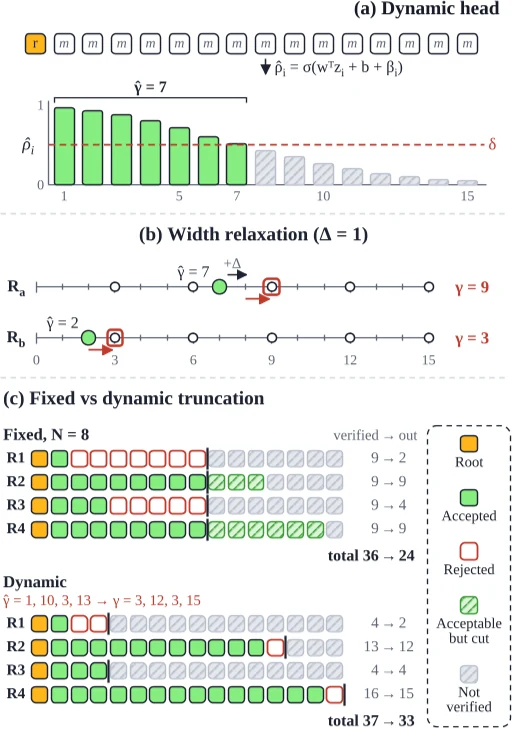 (a) Dynamic head
r m m m m m m m m m m m m m m m
ρ̂ᵢ = σ(wᵀzᵢ + b + βᵢ)
γ̂ = 7
1
ρ̂ᵢ
δ
0
1 5 7 10 15
(b) Width relaxation (Δ = 1)
γ̂ = 7 +Δ
Rₐ γ = 9
γ̂ = 2
R_b γ = 3
0 3 6 9 12 15
(c) Fixed vs dynamic truncation
Fixed, N = 8 verified → out
R1 9 → 2
R2 9 → 9
R3 9 → 4
R4 9 → 9
total 36 → 24
Dynamic
γ̂ = 1, 10, 3, 13 → γ = 3, 12, 3, 15
R1 4 → 2
R2 13 → 12
R3 4 → 4
R4 16 → 15
total 37 → 33
Root
Accepted
Rejected
Acceptable
but cut
Not
verified